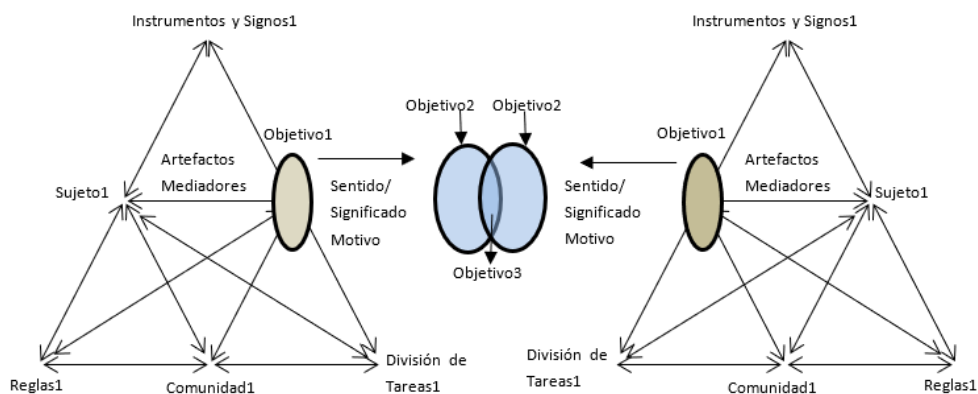 Instrumentos y Signos1
Instrumentos y Signos1
Objetivo2
Objetivo2
Objetivo1
Objetivo1
Artefactos
Mediadores
Artefactos
Mediadores
Sujeto1
Sentido/
Significado
Motivo
Sentido/
Significado
Motivo
Sujeto1
Objetivo3
Reglas1
Comunidad1
División de
Tareas1
División de
Tareas1
Comunidad1
Reglas1